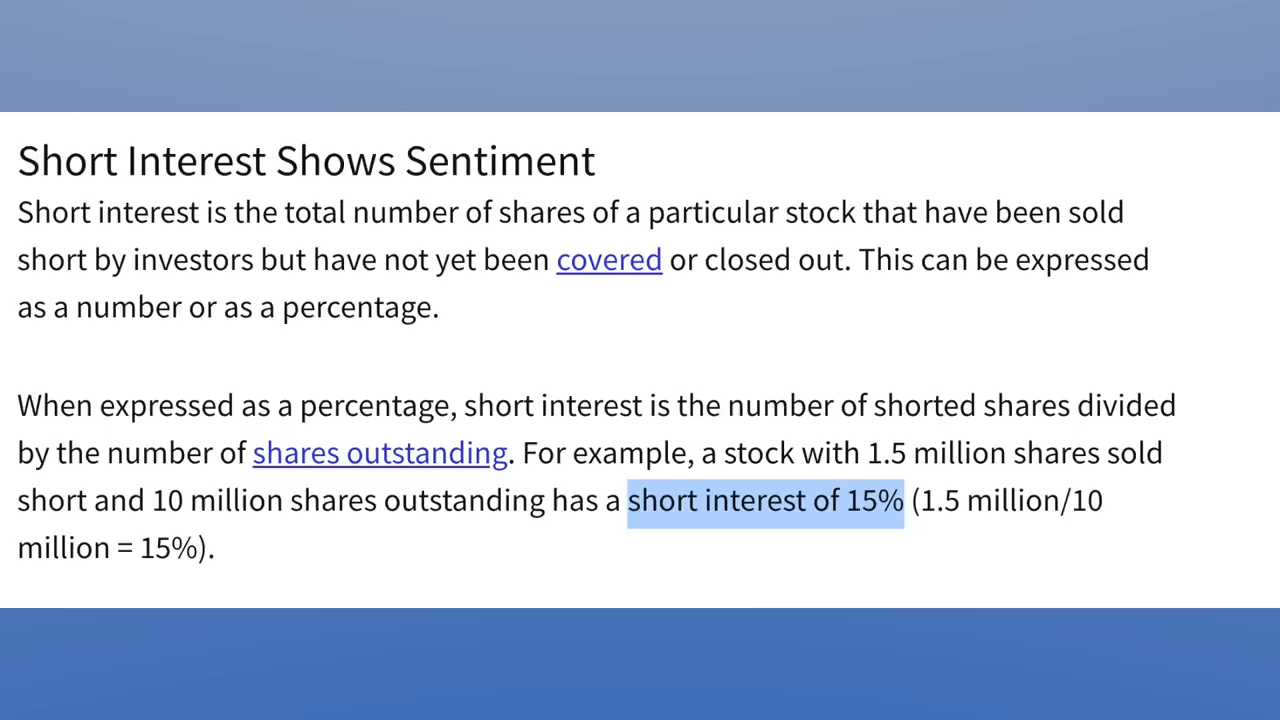 Short Interest Shows Sentiment
Short interest is the total number of shares of a particular stock that have been sold
short by investors but have not yet been covered or closed out. This can be expressed
as a number or as a percentage.
When expressed as a percentage, short interest is the number of shorted shares divided
by the number of shares outstanding. For example, a stock with 1.5 million shares sold
short and 10 million shares outstanding has a short interest of 15% (1.5 million/10
million = 15%).